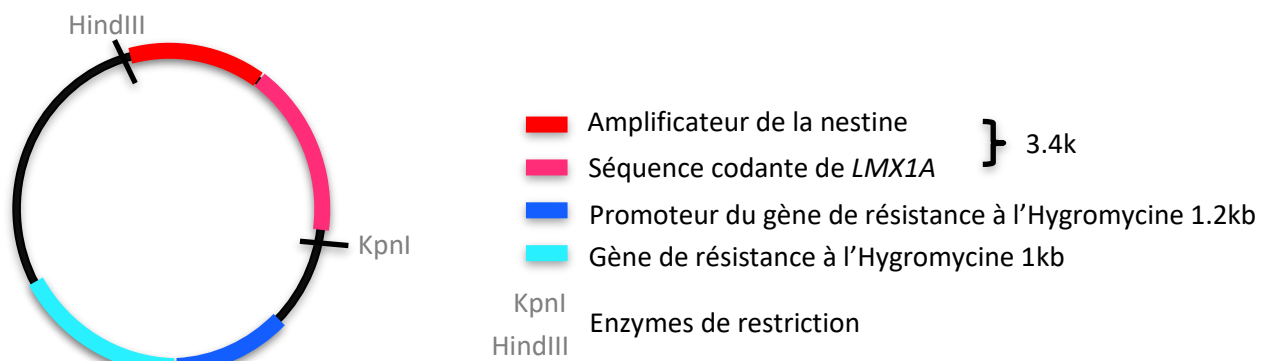 HindIII
KpnI
Amplificateur de la nestine
Séquence codante de LMX1A
3.4k
Promoteur du gène de résistance à l’Hygromycine 1.2kb
Gène de résistance à l’Hygromycine 1kb
KpnI
HindIII
Enzymes de restriction